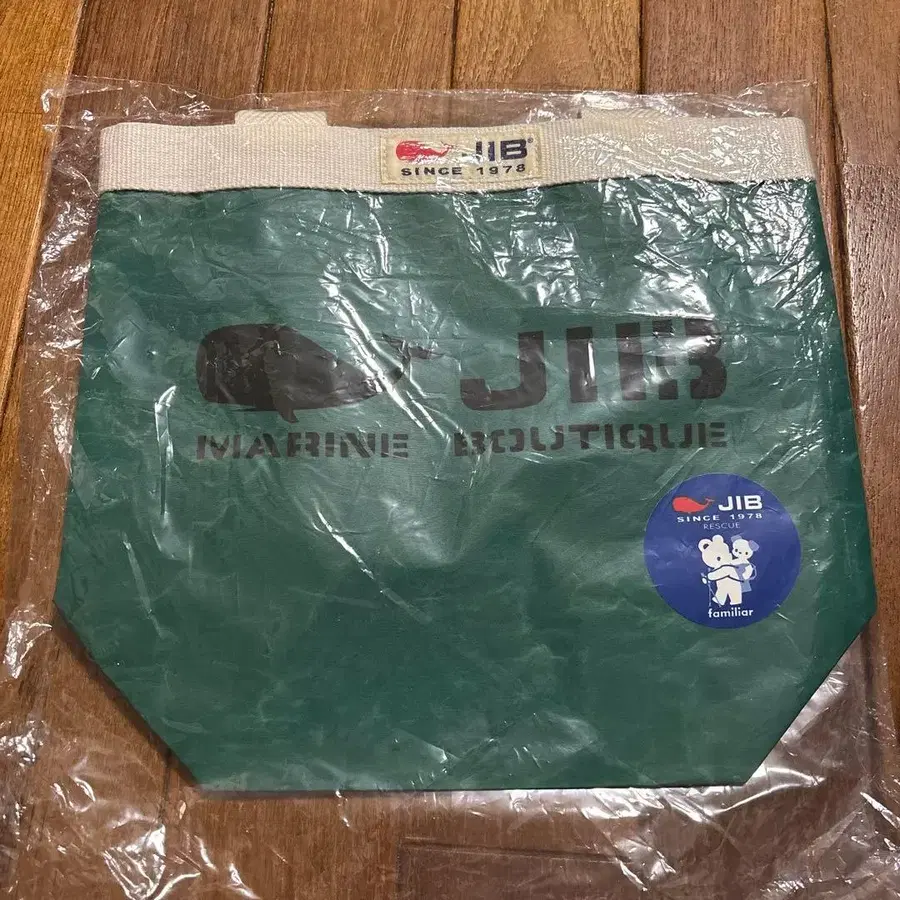 JIB®
SINCE 1978
JIB
MARINE BOUTIQUE
JIB
SINCE 1978
RESCUE
familiar